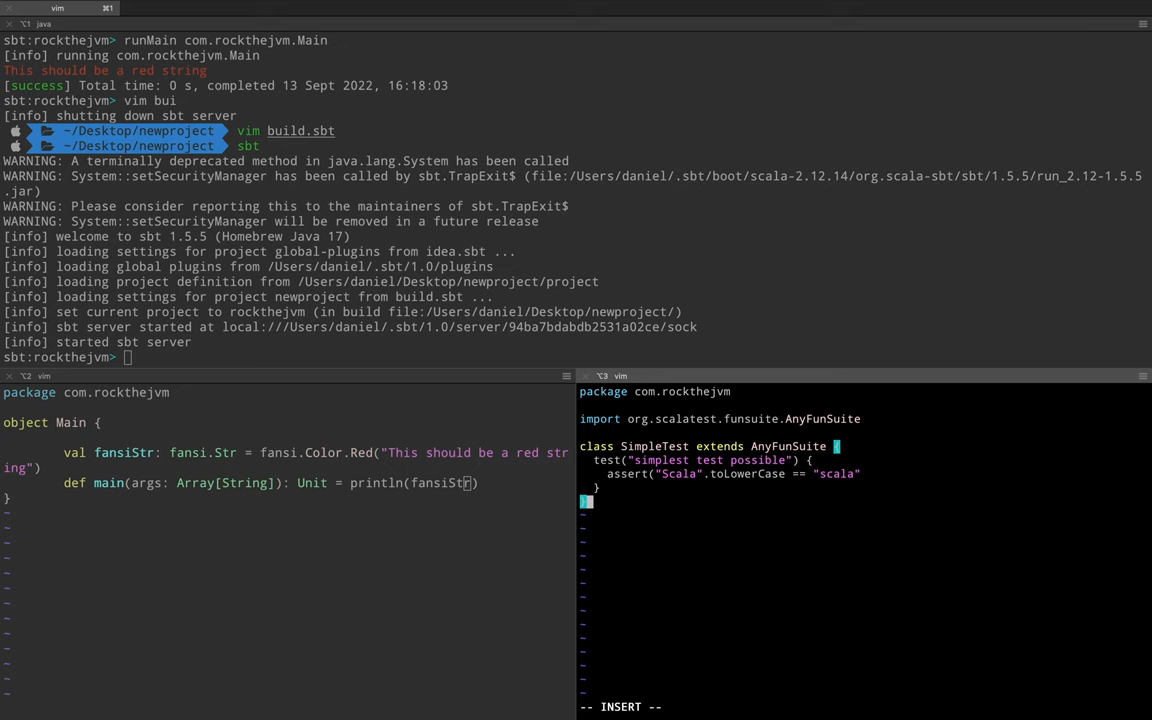 vim ⌘1
⌥1 java
sbt:rockthejvm> runMain com.rockthejvm.Main
[info] running com.rockthejvm.Main
This should be a red string
[success] Total time: 0 s, completed 13 Sept 2022, 16:18:03
sbt:rockthejvm> vim bui
[info] shutting down sbt server
~/Desktop/newproject vim build.sbt
~/Desktop/newproject sbt
WARNING: A terminally deprecated method in java.lang.System has been called
WARNING: System::setSecurityManager has been called by sbt.TrapExit$ (file:/Users/daniel/.sbt/boot/scala-2.12.14/org.scala-sbt/sbt/1.5.5/run_2.12-1.5.5
.jar)
WARNING: Please consider reporting this to the maintainers of sbt.TrapExit$
WARNING: System::setSecurityManager will be removed in a future release
[info] welcome to sbt 1.5.5 (Homebrew Java 17)
[info] loading settings for project global-plugins from idea.sbt ...
[info] loading global plugins from /Users/daniel/.sbt/1.0/plugins
[info] loading project definition from /Users/daniel/Desktop/newproject/project
[info] loading settings for project newproject from build.sbt ...
[info] set current project to rockthejvm (in build file:/Users/daniel/Desktop/newproject/)
[info] sbt server started at local:///Users/daniel/.sbt/1.0/server/94ba7bdabdb2531a02ce/sock
[info] started sbt server
sbt:rockthejvm>
⌥2 vim
package com.rockthejvm
object Main {
val fansiStr: fansi.Str = fansi.Color.Red("This should be a red str
ing")
def main(args: Array[String]): Unit = println(fansiStr)
}
~
~
~
~
~
~
~
~
~
~
~
~
~
⌥3 vim
package com.rockthejvm
import org.scalatest.funsuite.AnyFunSuite
class SimpleTest extends AnyFunSuite {
test("simplest test possible") {
assert("Scala".toLowerCase == "scala"
}
}
~
~
~
~
~
~
~
~
~
~
~
~
~
~
-- INSERT --